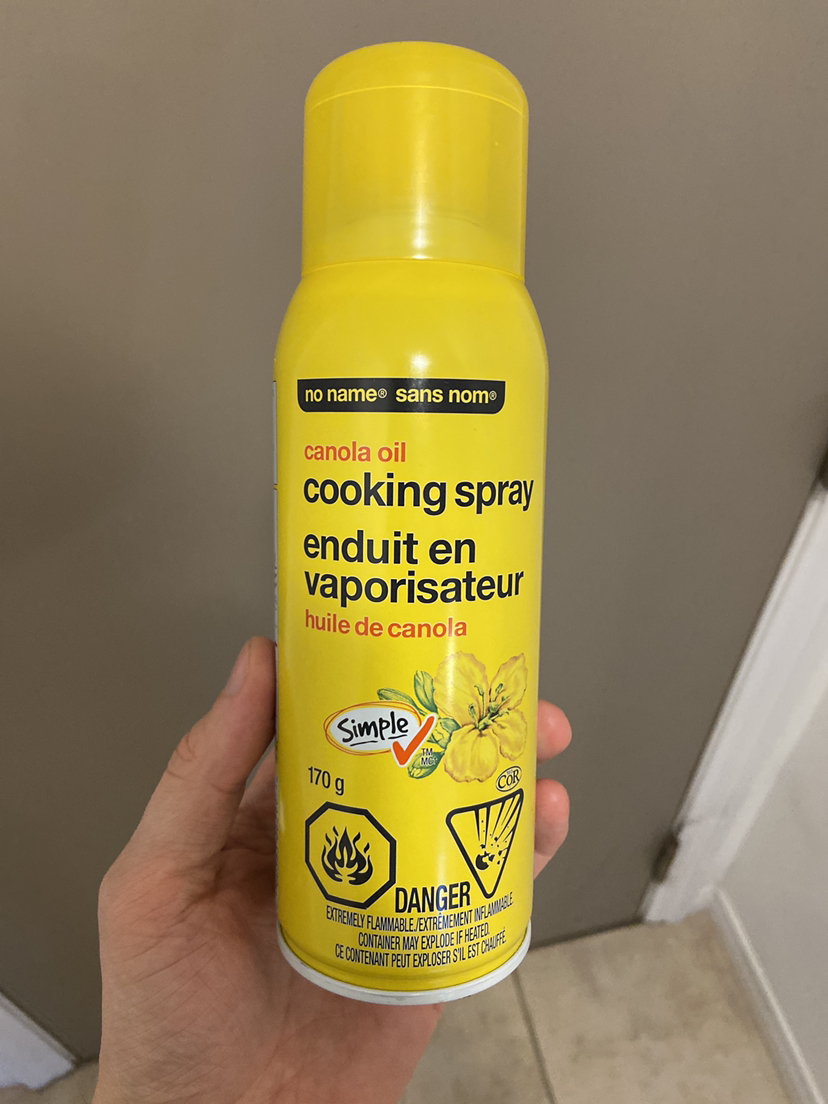 no name® sans nom®
canola oil
cooking spray
enduit en
vaporisateur
huile de canola
Simple
TM
MC
170 g
COR
DANGER
EXTREMELY FLAMMABLE./EXTRÊMEMENT INFLAMMABLE.
CONTAINER MAY EXPLODE IF HEATED.
CE CONTENANT PEUT EXPLOSER S'IL EST CHAUFFÉ.